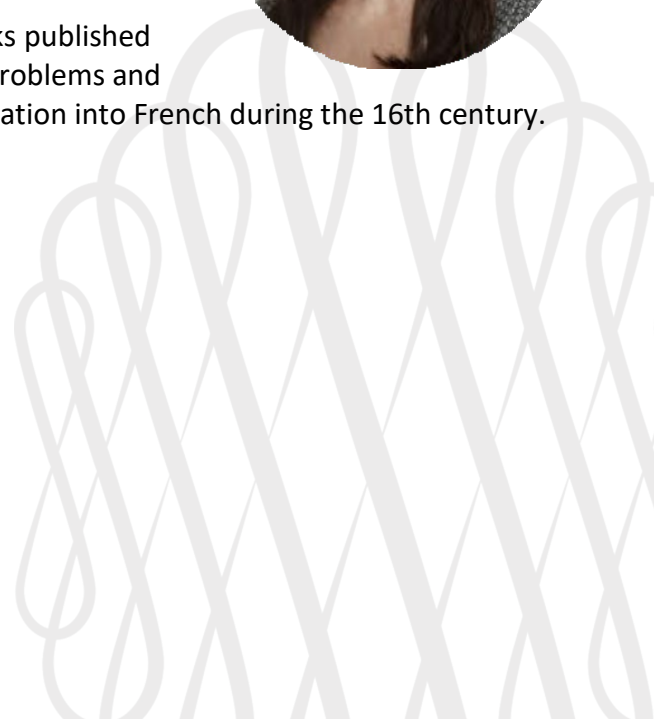 ks published
roblems and
ation into French during the 16th century.